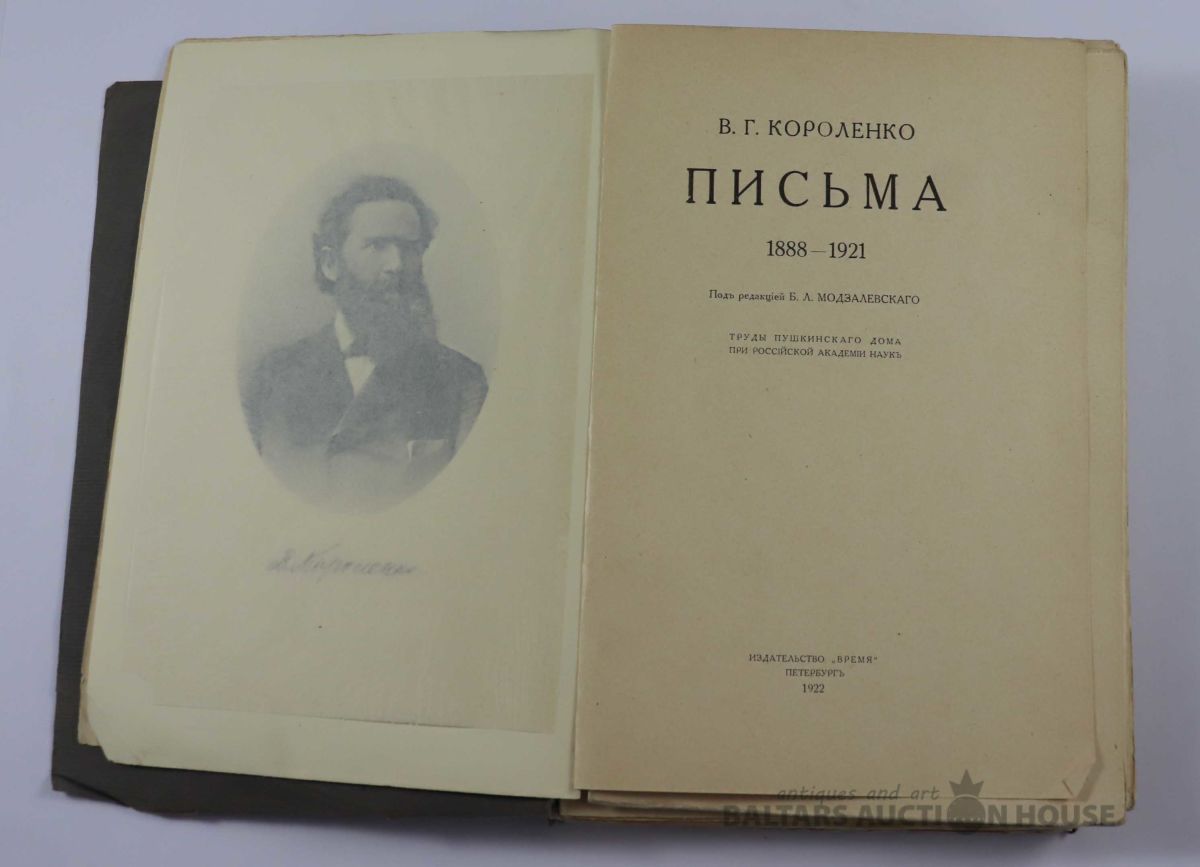 В. Г. КОРОЛЕНКО
ПИСЬМА
1888—1921
Подъ редакціей Б. Л. МОДЗАЛЕВСКАГО
ТРУДЫ ПУШКИНСКАГО ДОМА
ПРИ РОССІЙСКОЙ АКАДЕМІИ НАУКЪ
ИЗДАТЕЛЬСТВО „ВРЕМЯ“
ПЕТЕРБУРГЪ
1922
В. Короленко
antiques and art
BALTARS AUCTION HOUSE